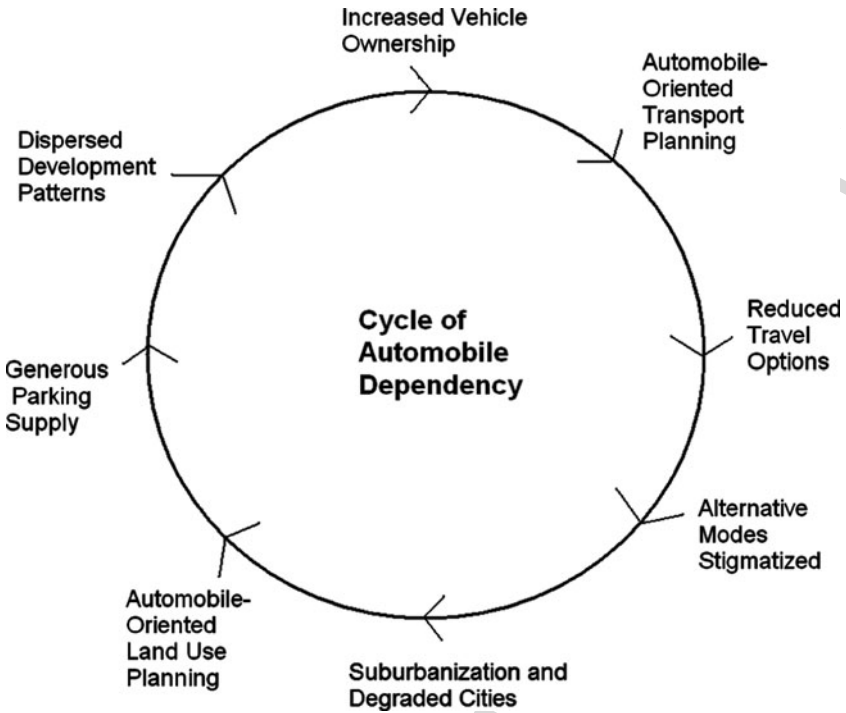 Increased Vehicle
Ownership
Automobile-
Oriented
Transport
Planning
Reduced
Travel
Options
Alternative
Modes
Stigmatized
Suburbanization and
Degraded Cities
Automobile-
Oriented
Land Use
Planning
Generous
Parking
Supply
Dispersed
Development
Patterns
Cycle of
Automobile
Dependency